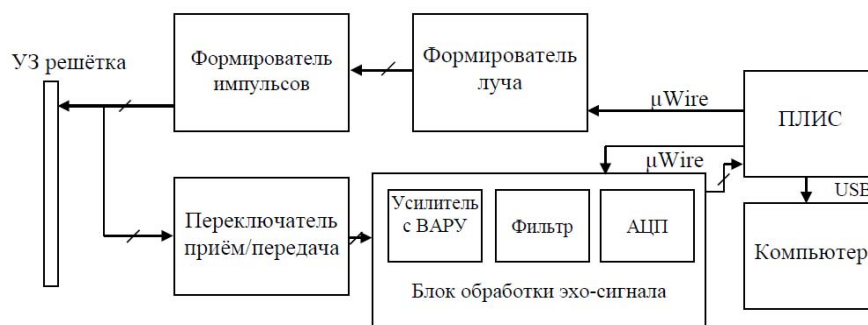 УЗ решётка
Формирователь
импульсов
Формирователь
луча
µWire
ПЛИС
µWire
USB
Переключатель
приём/передача
Усилитель
с ВАРУ
Фильтр
АЦП
Блок обработки эхо-сигнала
Компьютер